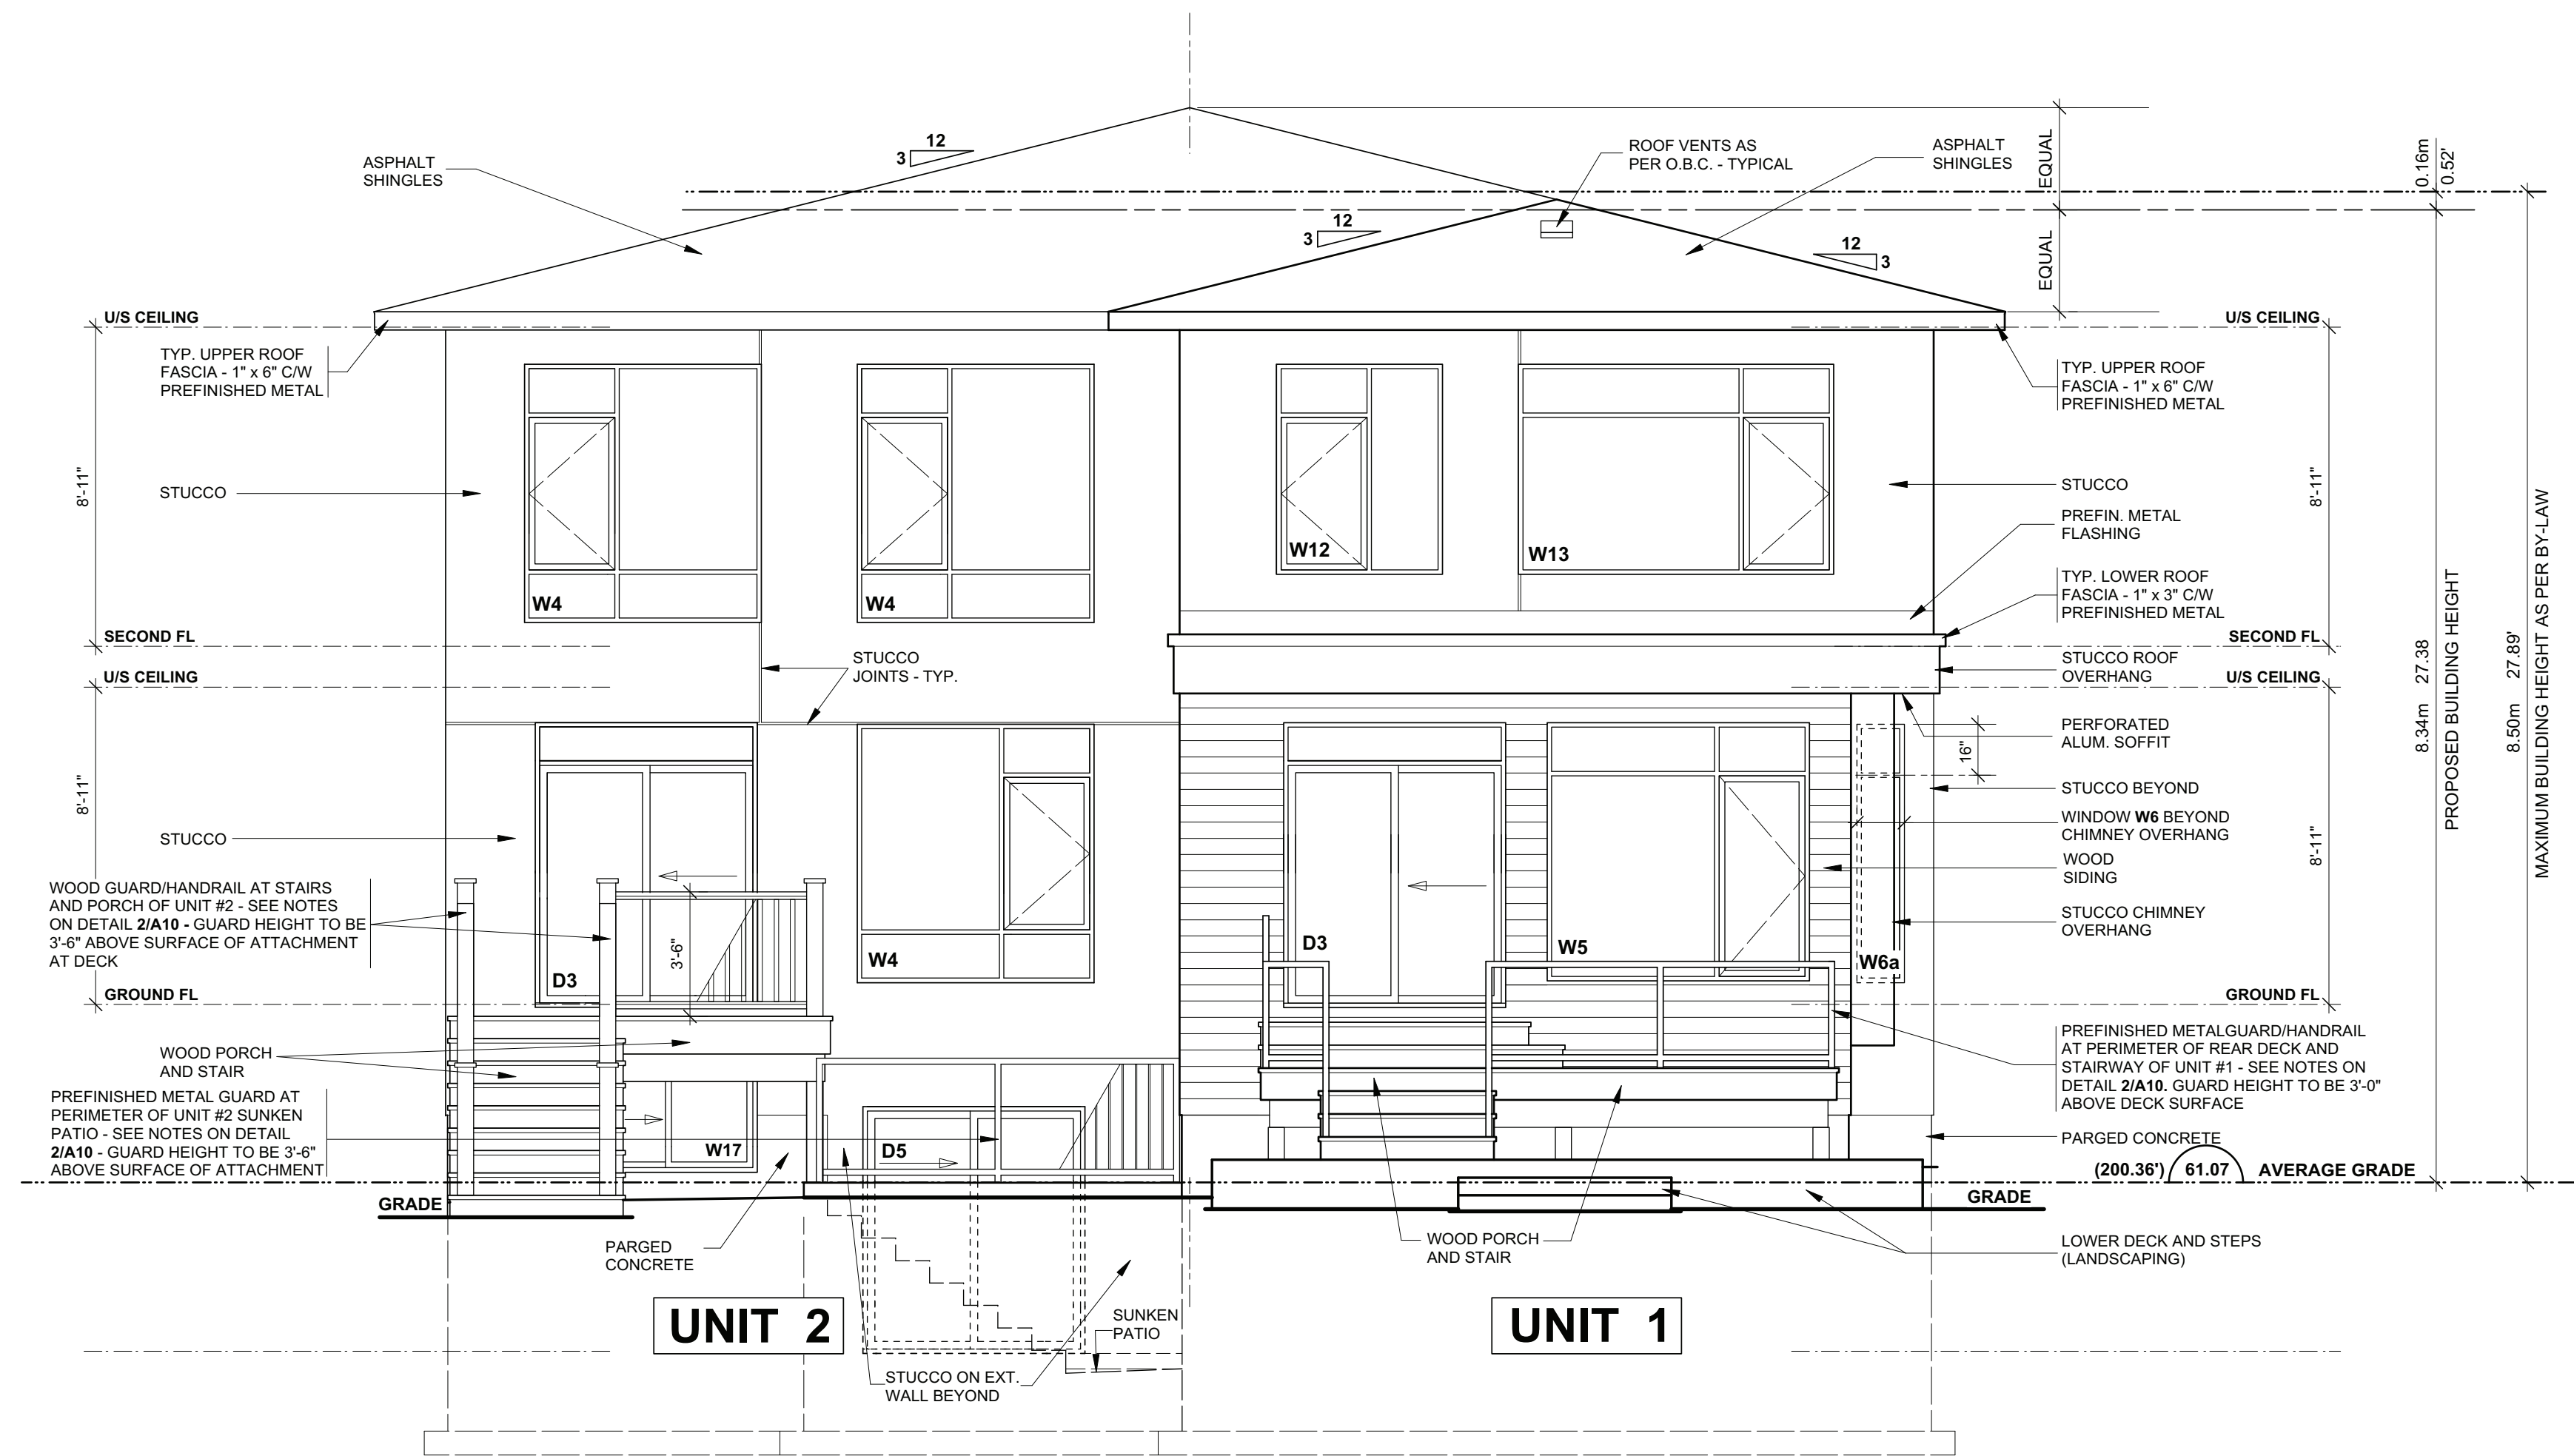 12
3
ASPHALT
SHINGLES
ROOF VENTS AS
PER O.B.C. - TYPICAL
ASPHALT
SHINGLES
EQUAL
0.16m
0.52'
12
3
12
3
EQUAL
U/S CEILING
U/S CEILING
TYP. UPPER ROOF
FASCIA - 1" x 6" C/W
PREFINISHED METAL
TYP. UPPER ROOF
FASCIA - 1" x 6" C/W
PREFINISHED METAL
8'-11"
STUCCO
8'-11"
STUCCO
PREFIN. METAL
FLASHING
W12
W13
TYP. LOWER ROOF
FASCIA - 1" x 3" C/W
PREFINISHED METAL
W4
W4
SECOND FL
SECOND FL
STUCCO
JOINTS - TYP.
STUCCO ROOF
OVERHANG
U/S CEILING
U/S CEILING
8.34m 27.38
PROPOSED BUILDING HEIGHT
8.50m 27.89'
MAXIMUM BUILDING HEIGHT AS PER BY-LAW
PERFORATED
ALUM. SOFFIT
16"
STUCCO BEYOND
8'-11"
STUCCO
WINDOW W6 BEYOND
CHIMNEY OVERHANG
8'-11"
WOOD
SIDING
WOOD GUARD/HANDRAIL AT STAIRS
AND PORCH OF UNIT #2 - SEE NOTES
ON DETAIL 2/A10 - GUARD HEIGHT TO BE
3'-6" ABOVE SURFACE OF ATTACHMENT
AT DECK
STUCCO CHIMNEY
OVERHANG
3'-6"
D3
W4
D3
W5
W6a
GROUND FL
GROUND FL
WOOD PORCH
AND STAIR
PREFINISHED METALGUARD/HANDRAIL
AT PERIMETER OF REAR DECK AND
STAIRWAY OF UNIT #1 - SEE NOTES ON
DETAIL 2/A10. GUARD HEIGHT TO BE 3'-0"
ABOVE DECK SURFACE
PREFINISHED METAL GUARD AT
PERIMETER OF UNIT #2 SUNKEN
PATIO - SEE NOTES ON DETAIL
2/A10 - GUARD HEIGHT TO BE 3'-6"
ABOVE SURFACE OF ATTACHMENT
W17
D5
PARGED CONCRETE
(200.36') 61.07 AVERAGE GRADE
GRADE
GRADE
PARGED
CONCRETE
WOOD PORCH
AND STAIR
LOWER DECK AND STEPS
(LANDSCAPING)
UNIT 2
SUNKEN
PATIO
UNIT 1
STUCCO ON EXT.
WALL BEYOND